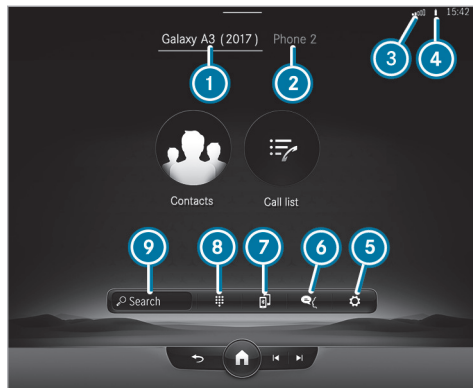 15:42
Galaxy A3 (2017) Phone 2
3 4
1 2
Contacts Call list
9 8 7 6 5
Search